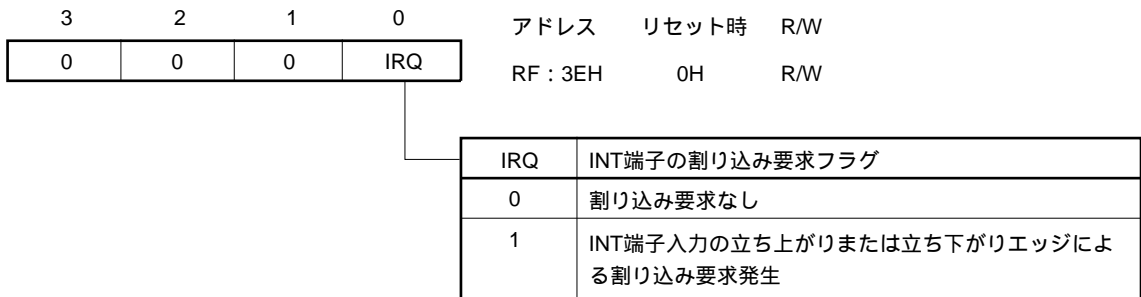 3 2 1 0 アドレス リセット時 R/W
0 0 0 IRQ RF : 3EH 0H R/W
IRQ INT端子の割り込み要求フラグ
0 割り込み要求なし
1 INT端子入力の立ち上がりまたは立ち下がりエッジによ
る割り込み要求発生